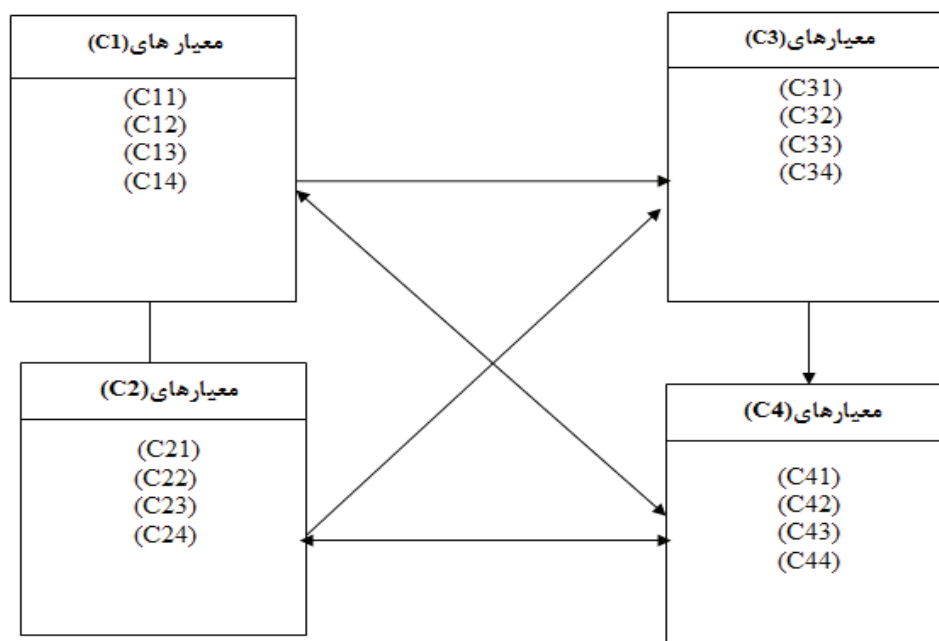 معیار های(C1)
(C11)
(C12)
(C13)
(C14)
معیارهای(C3)
(C31)
(C32)
(C33)
(C34)
معیارهای(C2)
(C21)
(C22)
(C23)
(C24)
معیارهای(C4)
(C41)
(C42)
(C43)
(C44)